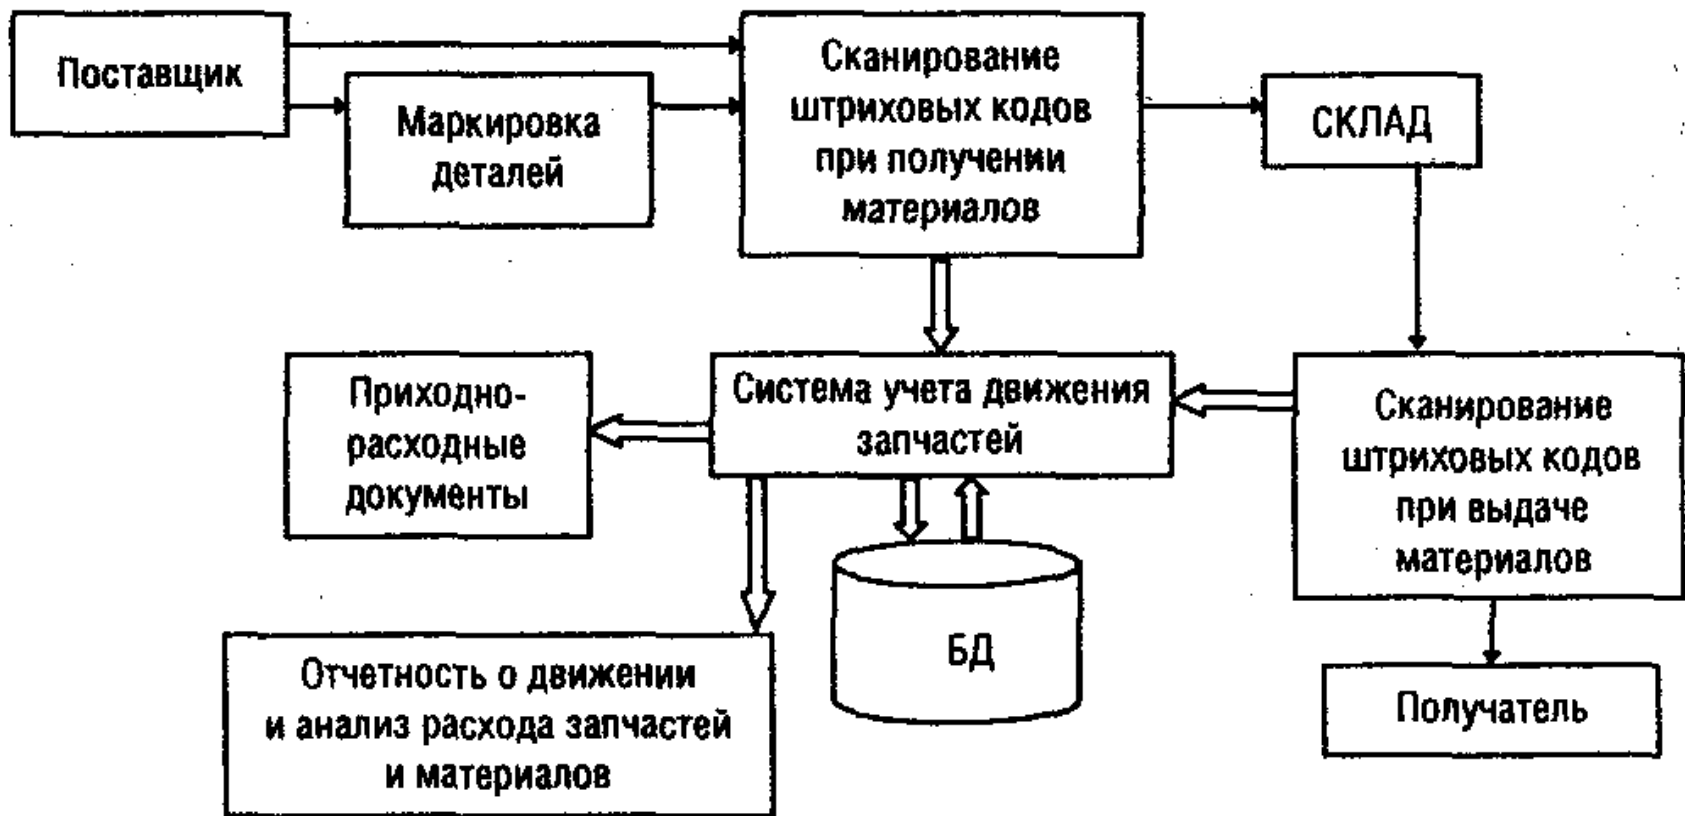 Поставщик
Маркировка
деталей
Сканирование
штриховых кодов
при получении
материалов
СКЛАД
Приходно-
расходные
документы
Система учета движения
запчастей
Сканирование
штриховых кодов
при выдаче
материалов
Отчетность о движении
и анализ расхода запчастей
и материалов
БД
Получатель